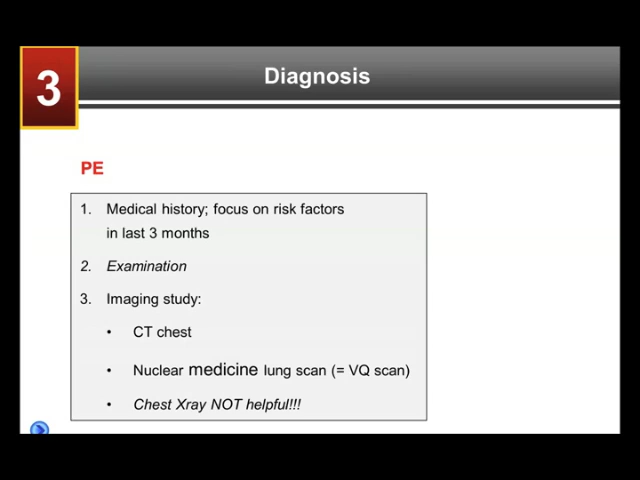 3
Diagnosis
PE
1. Medical history; focus on risk factors
in last 3 months
2. Examination
3. Imaging study:
• CT chest
• Nuclear medicine lung scan (= VQ scan)
• Chest Xray NOT helpful!!!